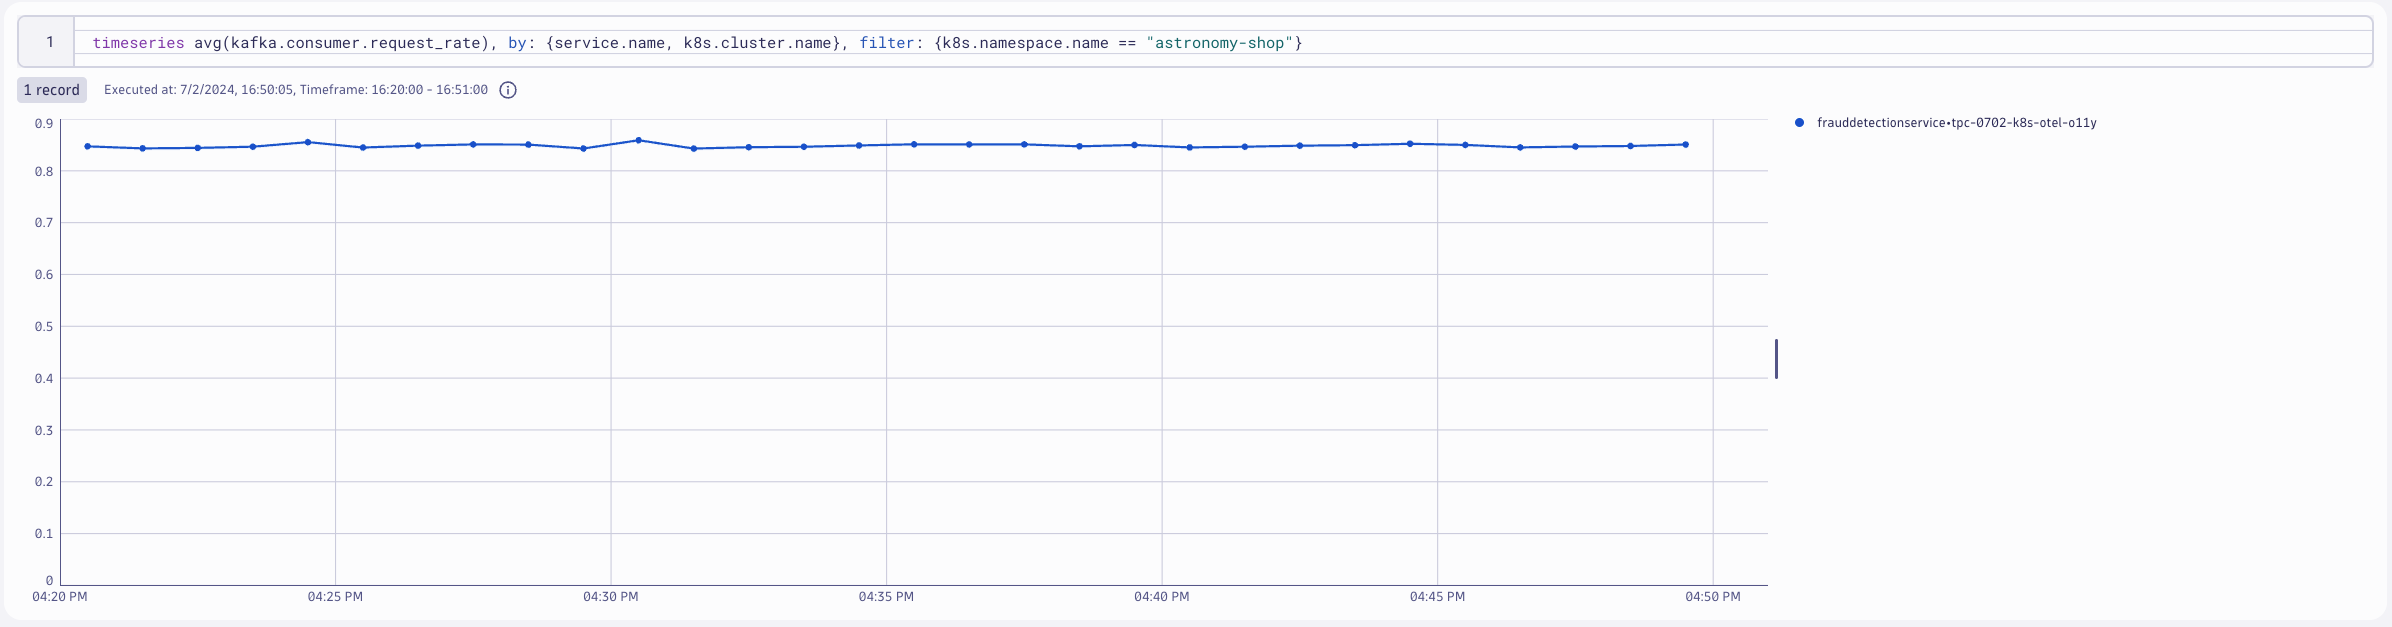 1 timeseries avg(kafka.consumer.request_rate), by: {service.name, k8s.cluster.name}, filter: {k8s.namespace.name == "astronomy-shop"}
1 record Executed at: 7/2/2024, 16:50:05, Timeframe: 16:20:00 - 16:51:00
frauddetectionservice•tpc-0702-k8s-otel-o11y
0.9
0.8
0.7
0.6
0.5
0.4
0.3
0.2
0.1
0
04:20 PM 04:25 PM 04:30 PM 04:35 PM 04:40 PM 04:45 PM 04:50 PM